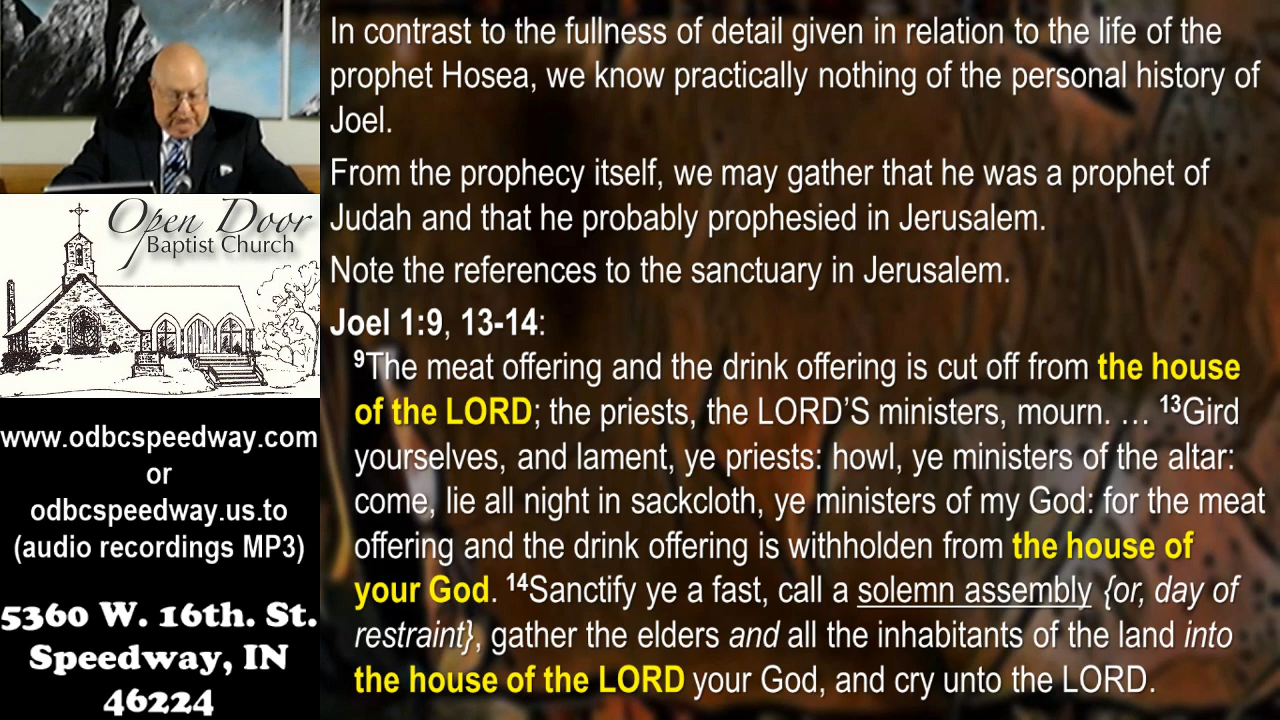 Open Door
Baptist Church
www.odbcspeedway.com
or
odbcspeedway.us.to
(audio recordings MP3)
5360 W. 16th. St.
Speedway, IN
46224
In contrast to the fullness of detail given in relation to the life of the
prophet Hosea, we know practically nothing of the personal history of
Joel.
From the prophecy itself, we may gather that he was a prophet of
Judah and that he probably prophesied in Jerusalem.
Note the references to the sanctuary in Jerusalem.
Joel 1:9, 13-14:
9The meat offering and the drink offering is cut off from the house
of the LORD; the priests, the LORD’S ministers, mourn. … 13Gird
yourselves, and lament, ye priests: howl, ye ministers of the altar:
come, lie all night in sackcloth, ye ministers of my God: for the meat
offering and the drink offering is withholden from the house of
your God. 14Sanctify ye a fast, call a solemn assembly {or, day of
restraint}, gather the elders and all the inhabitants of the land into
the house of the LORD your God, and cry unto the LORD.